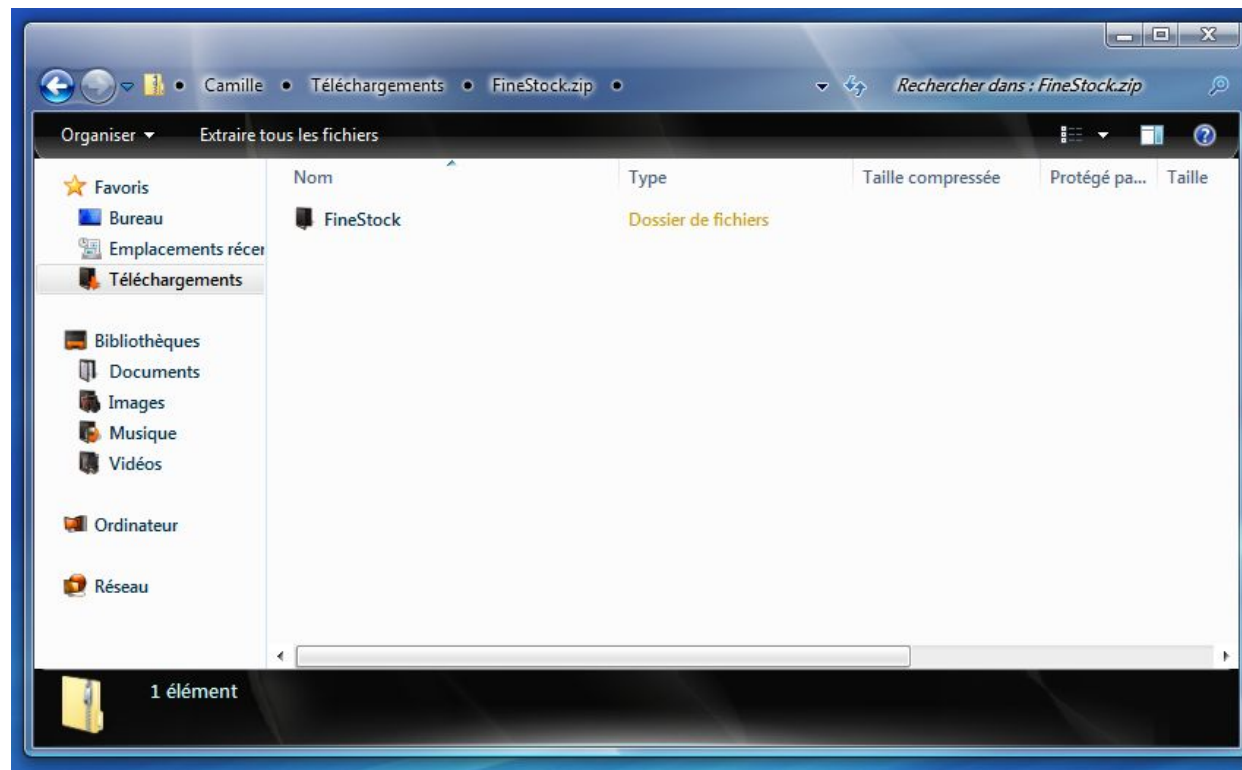 Camille • Téléchargements • FineStock.zip •
Rechercher dans : FineStock.zip
Organiser Extraire tous les fichiers
Favoris
Bureau
Emplacements récer
Téléchargements
Bibliothèques
Documents
Images
Musique
Vidéos
Ordinateur
Réseau
Nom Type Taille compressée Protégé pa... Taille
FineStock Dossier de fichiers
1 élément